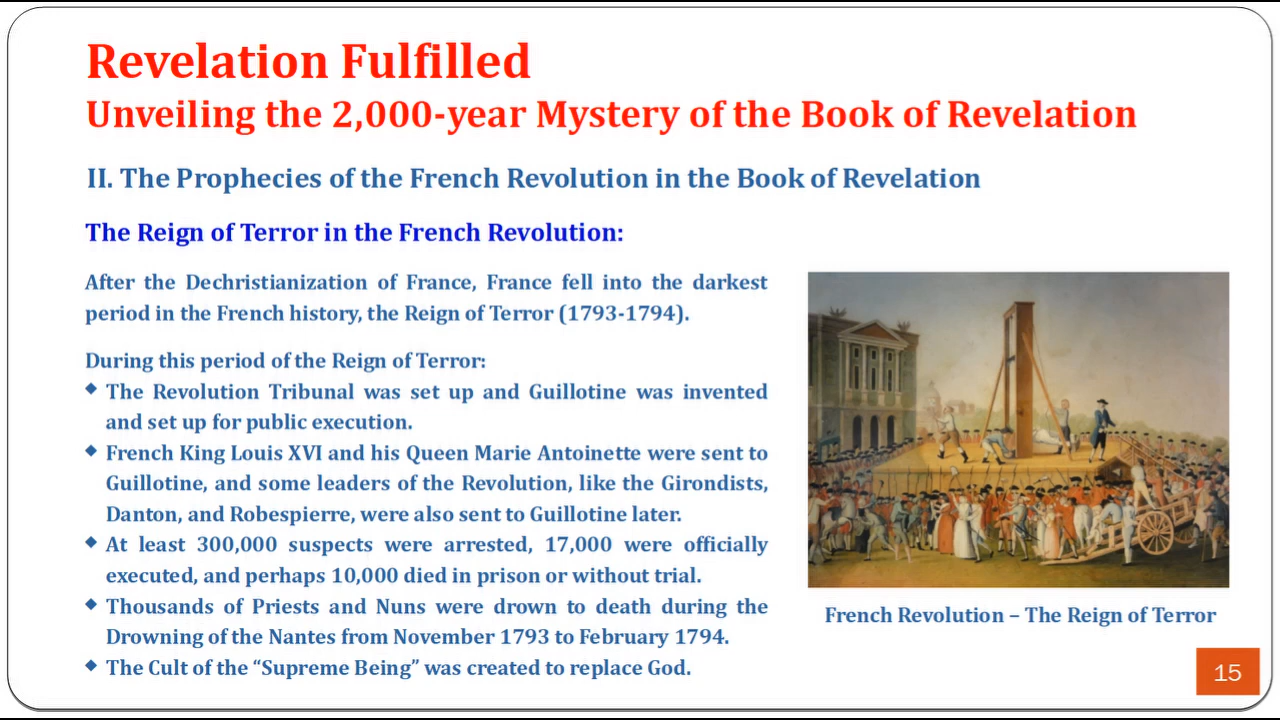 Revelation Fulfilled
Unveiling the 2,000-year Mystery of the Book of Revelation
II. The Prophecies of the French Revolution in the Book of Revelation
The Reign of Terror in the French Revolution:
After the Dechristianization of France, France fell into the darkest
period in the French history, the Reign of Terror (1793-1794).
During this period of the Reign of Terror:
◆ The Revolution Tribunal was set up and Guillotine was invented
and set up for public execution.
◆ French King Louis XVI and his Queen Marie Antoinette were sent to
Guillotine, and some leaders of the Revolution, like the Girondists,
Danton, and Robespierre, were also sent to Guillotine later.
◆ At least 300,000 suspects were arrested, 17,000 were officially
executed, and perhaps 10,000 died in prison or without trial.
◆ Thousands of Priests and Nuns were drown to death during the
Drowning of the Nantes from November 1793 to February 1794.
◆ The Cult of the “Supreme Being” was created to replace God.
French Revolution – The Reign of Terror
15